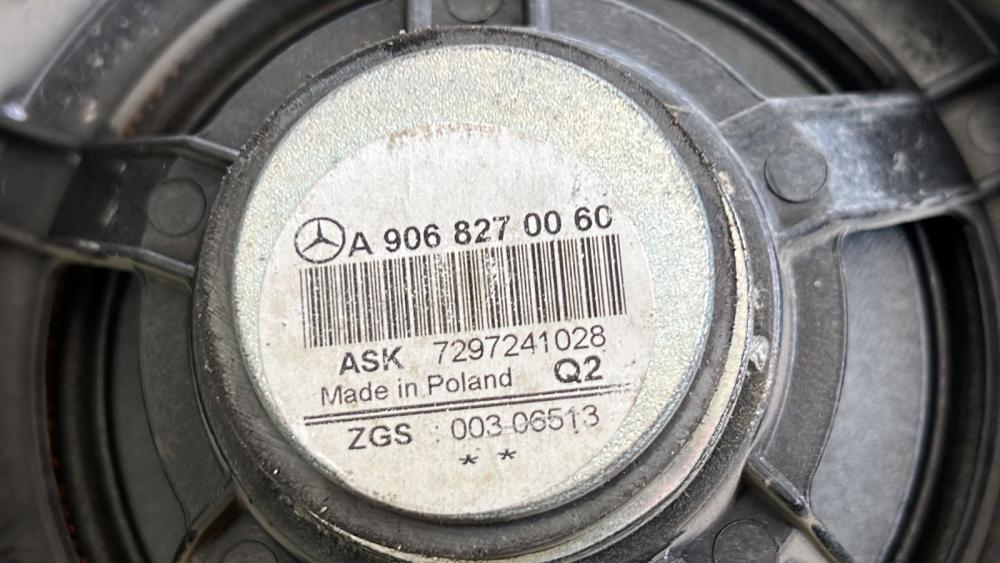 A 906 827 00 60
ASK 7297241028
Made in Poland Q2
ZGS : 003 06513
* *